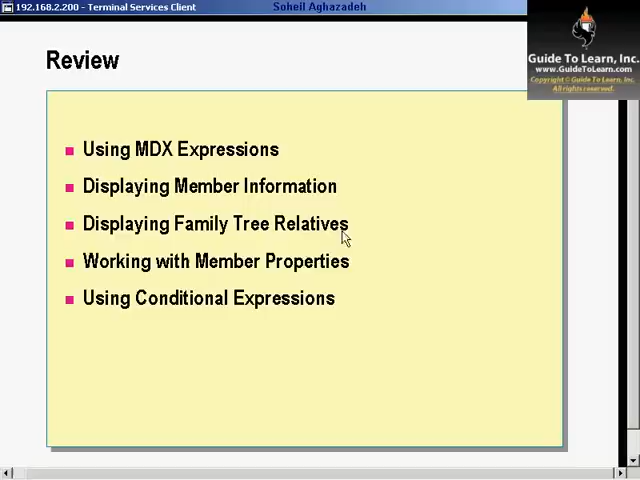 192.168.2.200 - Terminal Services Client
Soheil Aghazadeh
Guide To Learn, Inc.
www.GuideToLearn.com
Copyright © Guide To Learn, Inc.
All rights reserved.
Review
Using MDX Expressions
Displaying Member Information
Displaying Family Tree Relatives
Working with Member Properties
Using Conditional Expressions